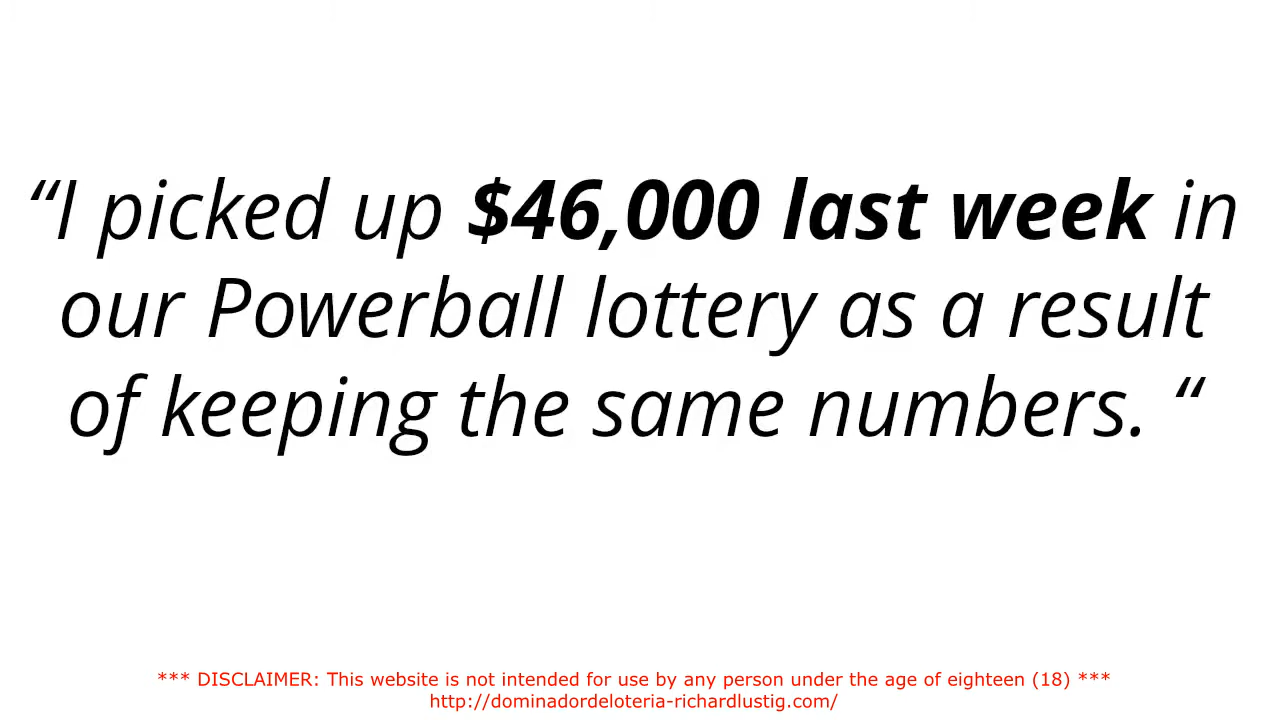 “I picked up $46,000 last week in
our Powerball lottery as a result
of keeping the same numbers. “
*** DISCLAIMER: This website is not intended for use by any person under the age of eighteen (18) ***
http://dominadordeloteria-richardlustig.com/